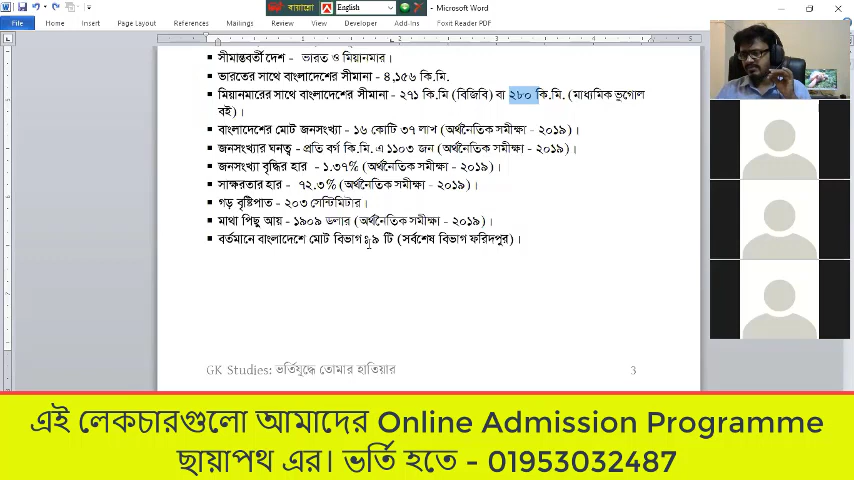 বায়ান্নো
English
Microsoft Word
File
Home
Insert
Page Layout
References
Mailings
Review
View
Developer
Add-Ins
Foxit Reader PDF
সীমান্তবর্তী দেশ - ভারত ও মিয়ানমার।
ভারতের সাথে বাংলাদেশের সীমানা - ৪,১৫৬ কি.মি.
মিয়ানমারের সাথে বাংলাদেশের সীমানা - ২৭১ কি.মি (বিজিবি) বা ২৮০ কি.মি. (মাধ্যমিক ভুগোল
বই)।
বাংলাদেশের মোট জনসংখ্যা - ১৬ কোটি ৩৭ লাখ (অর্থনৈতিক সমীক্ষা - ২০১৯)।
জনসংখ্যার ঘনত্ব - প্রতি বর্গ কি.মি. এ ১১০৩ জন (অর্থনৈতিক সমীক্ষা - ২০১৯)।
জনসংখ্যা বৃদ্ধির হার - ১.৩৭% (অর্থনৈতিক সমীক্ষা - ২০১৯)।
সাক্ষরতার হার - ৭২.৩% (অর্থনৈতিক সমীক্ষা - ২০১৯)।
গড় বৃষ্টিপাত - ২০৩ সেন্টিমিটার।
মাথা পিছু আয় - ১৯০৯ ডলার (অর্থনৈতিক সমীক্ষা - ২০১৯)।
বর্তমানে বাংলাদেশে মোট বিভাগ ঃ ৯ টি (সর্বশেষ বিভাগ ফরিদপুর)।
GK Studies: ভর্তিযুদ্ধে তোমার হাতিয়ার 3
এই লেকচারগুলো আমাদের Online Admission Programme
ছায়াপথ এর। ভর্তি হতে - 01953032487